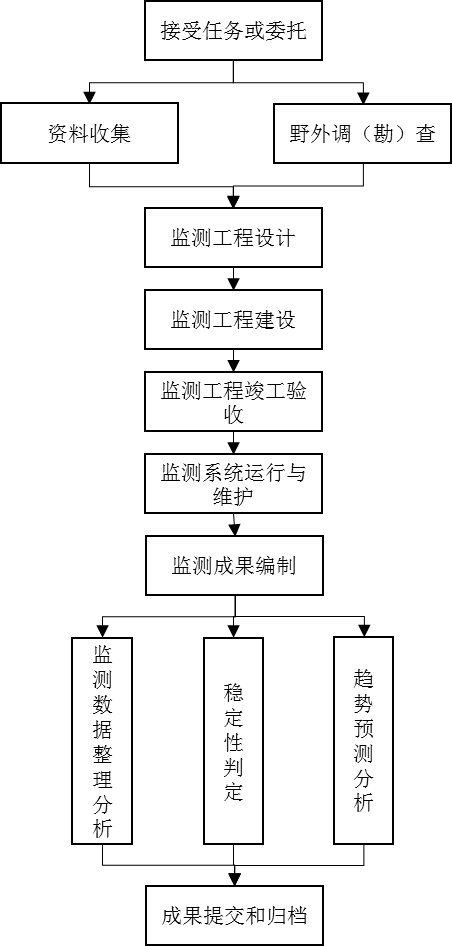 接受任务或委托
资料收集
野外调（勘）查
监测工程设计
监测工程建设
监测工程竣工验
收
监测系统运行与
维护
监测成果编制
监测数据整理分析
稳定性判定
趋势预测分析
成果提交和归档